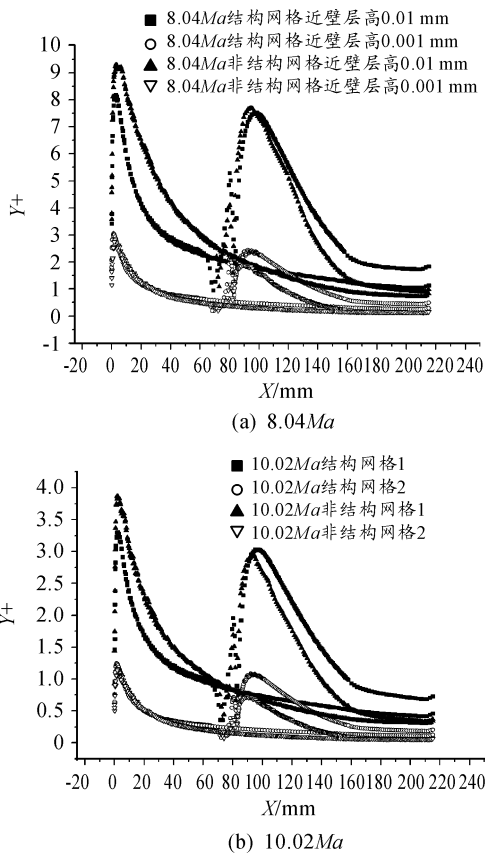 8.04Ma结构网格近壁层高0.01 mm
8.04Ma结构网格近壁层高0.001 mm
8.04Ma非结构网格近壁层高0.01 mm
8.04Ma非结构网格近壁层高0.001 mm
10
9
8
7
6
5
4
3
2
1
0
-1
Y+
-20 0 20 40 60 80 100 120 140 160 180 200 220 240
X/mm
(a) 8.04Ma
10.02Ma结构网格1
10.02Ma结构网格2
10.02Ma非结构网格1
10.02Ma非结构网格2
4.0
3.5
3.0
2.5
2.0
1.5
1.0
0.5
0
Y+
-20 0 20 40 60 80 100 120 140 160 180 200 220 240
X/mm
(b) 10.02Ma